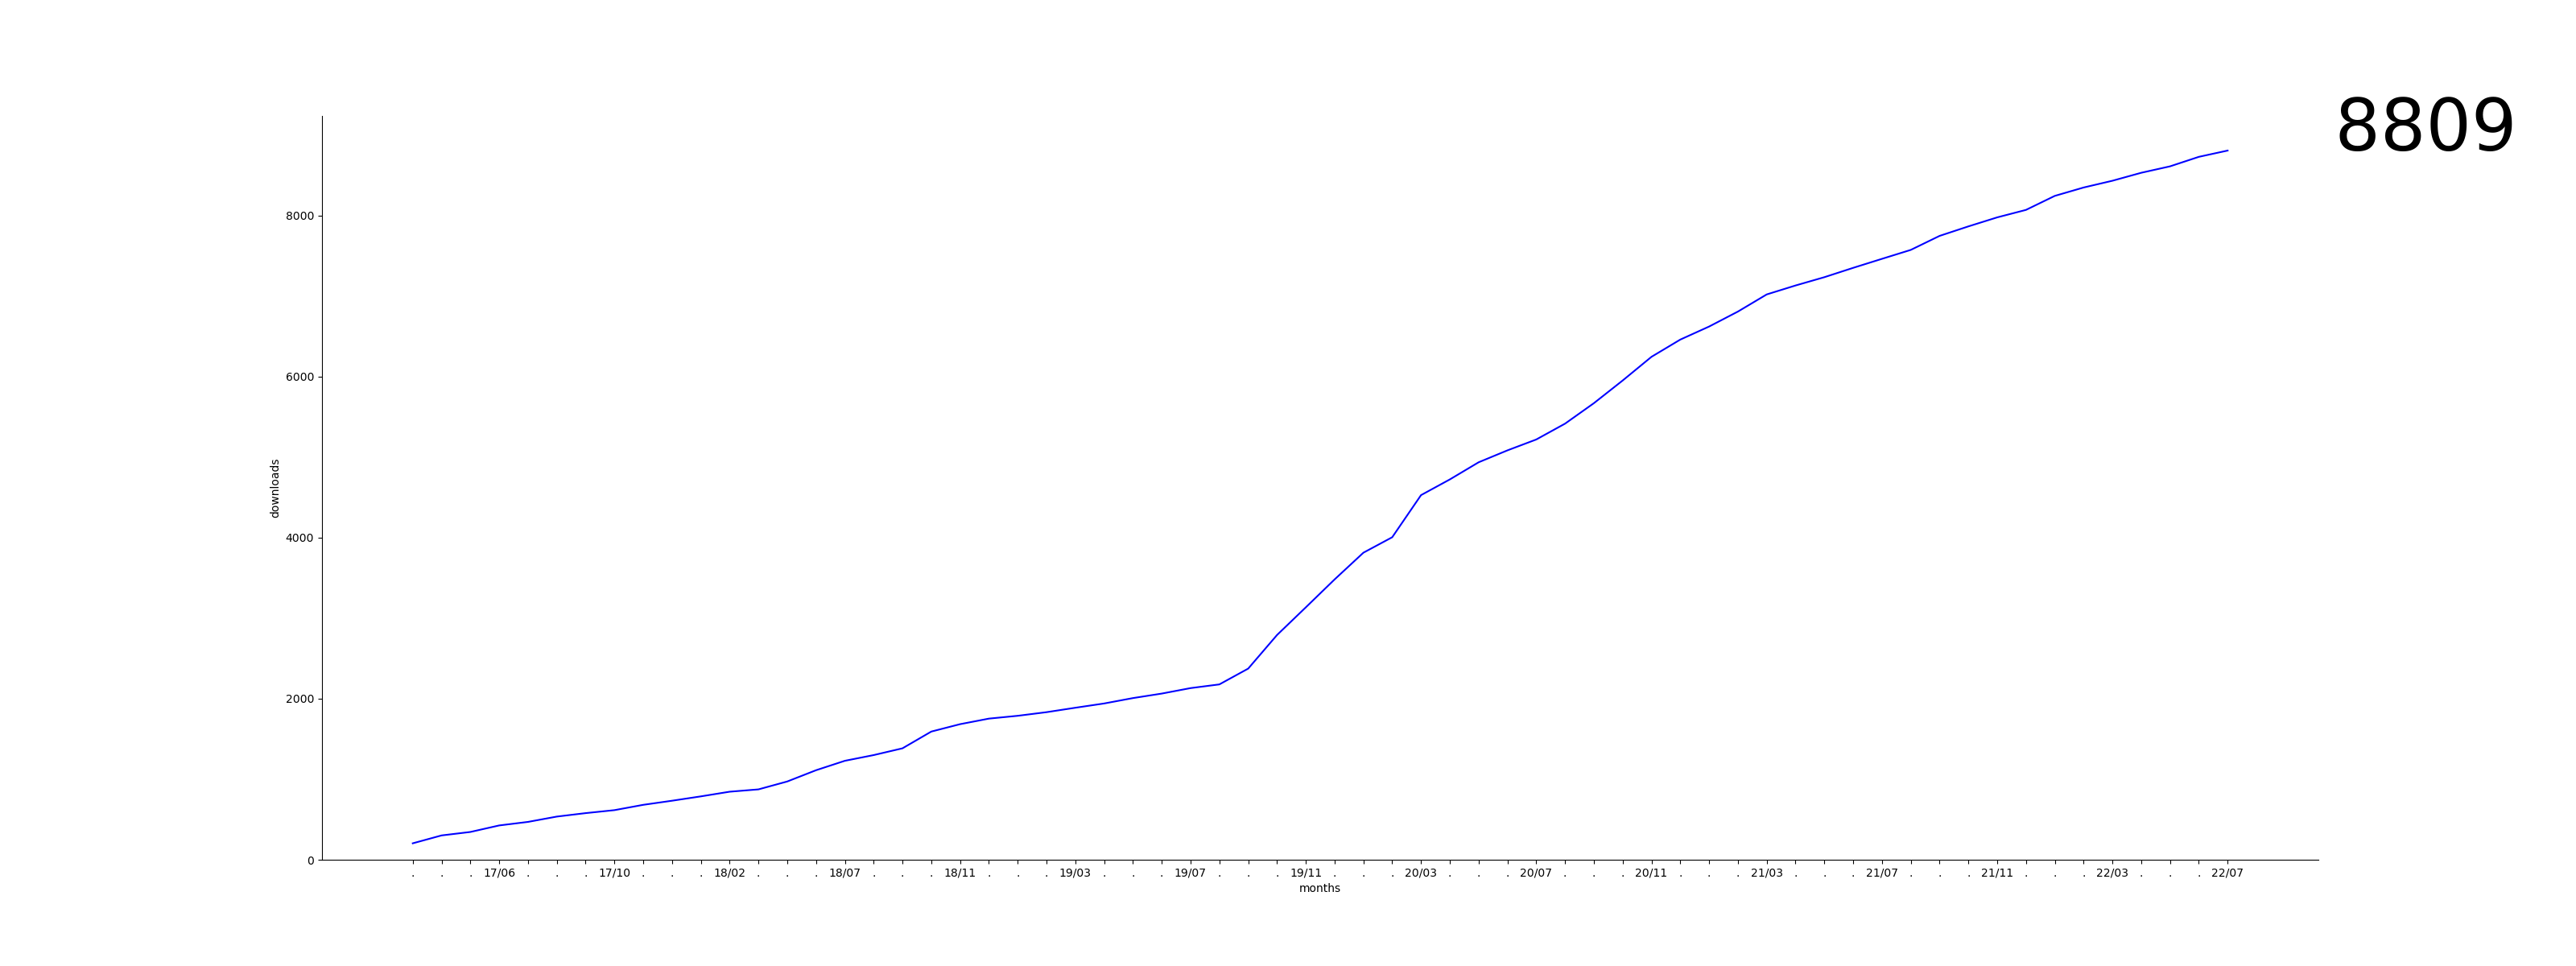 8809
downloads
8000
6000
4000
2000
0
. . . 17/06 . . . 17/10 . . . 18/02 . . . 18/07 . . . 18/11 . . . 19/03 . . . 19/07 . . . 19/11 . . . 20/03 . . . 20/07 . . . 20/11 . . . 21/03 . . . 21/07 . . . 21/11 . . . 22/03 . . . 22/07
months